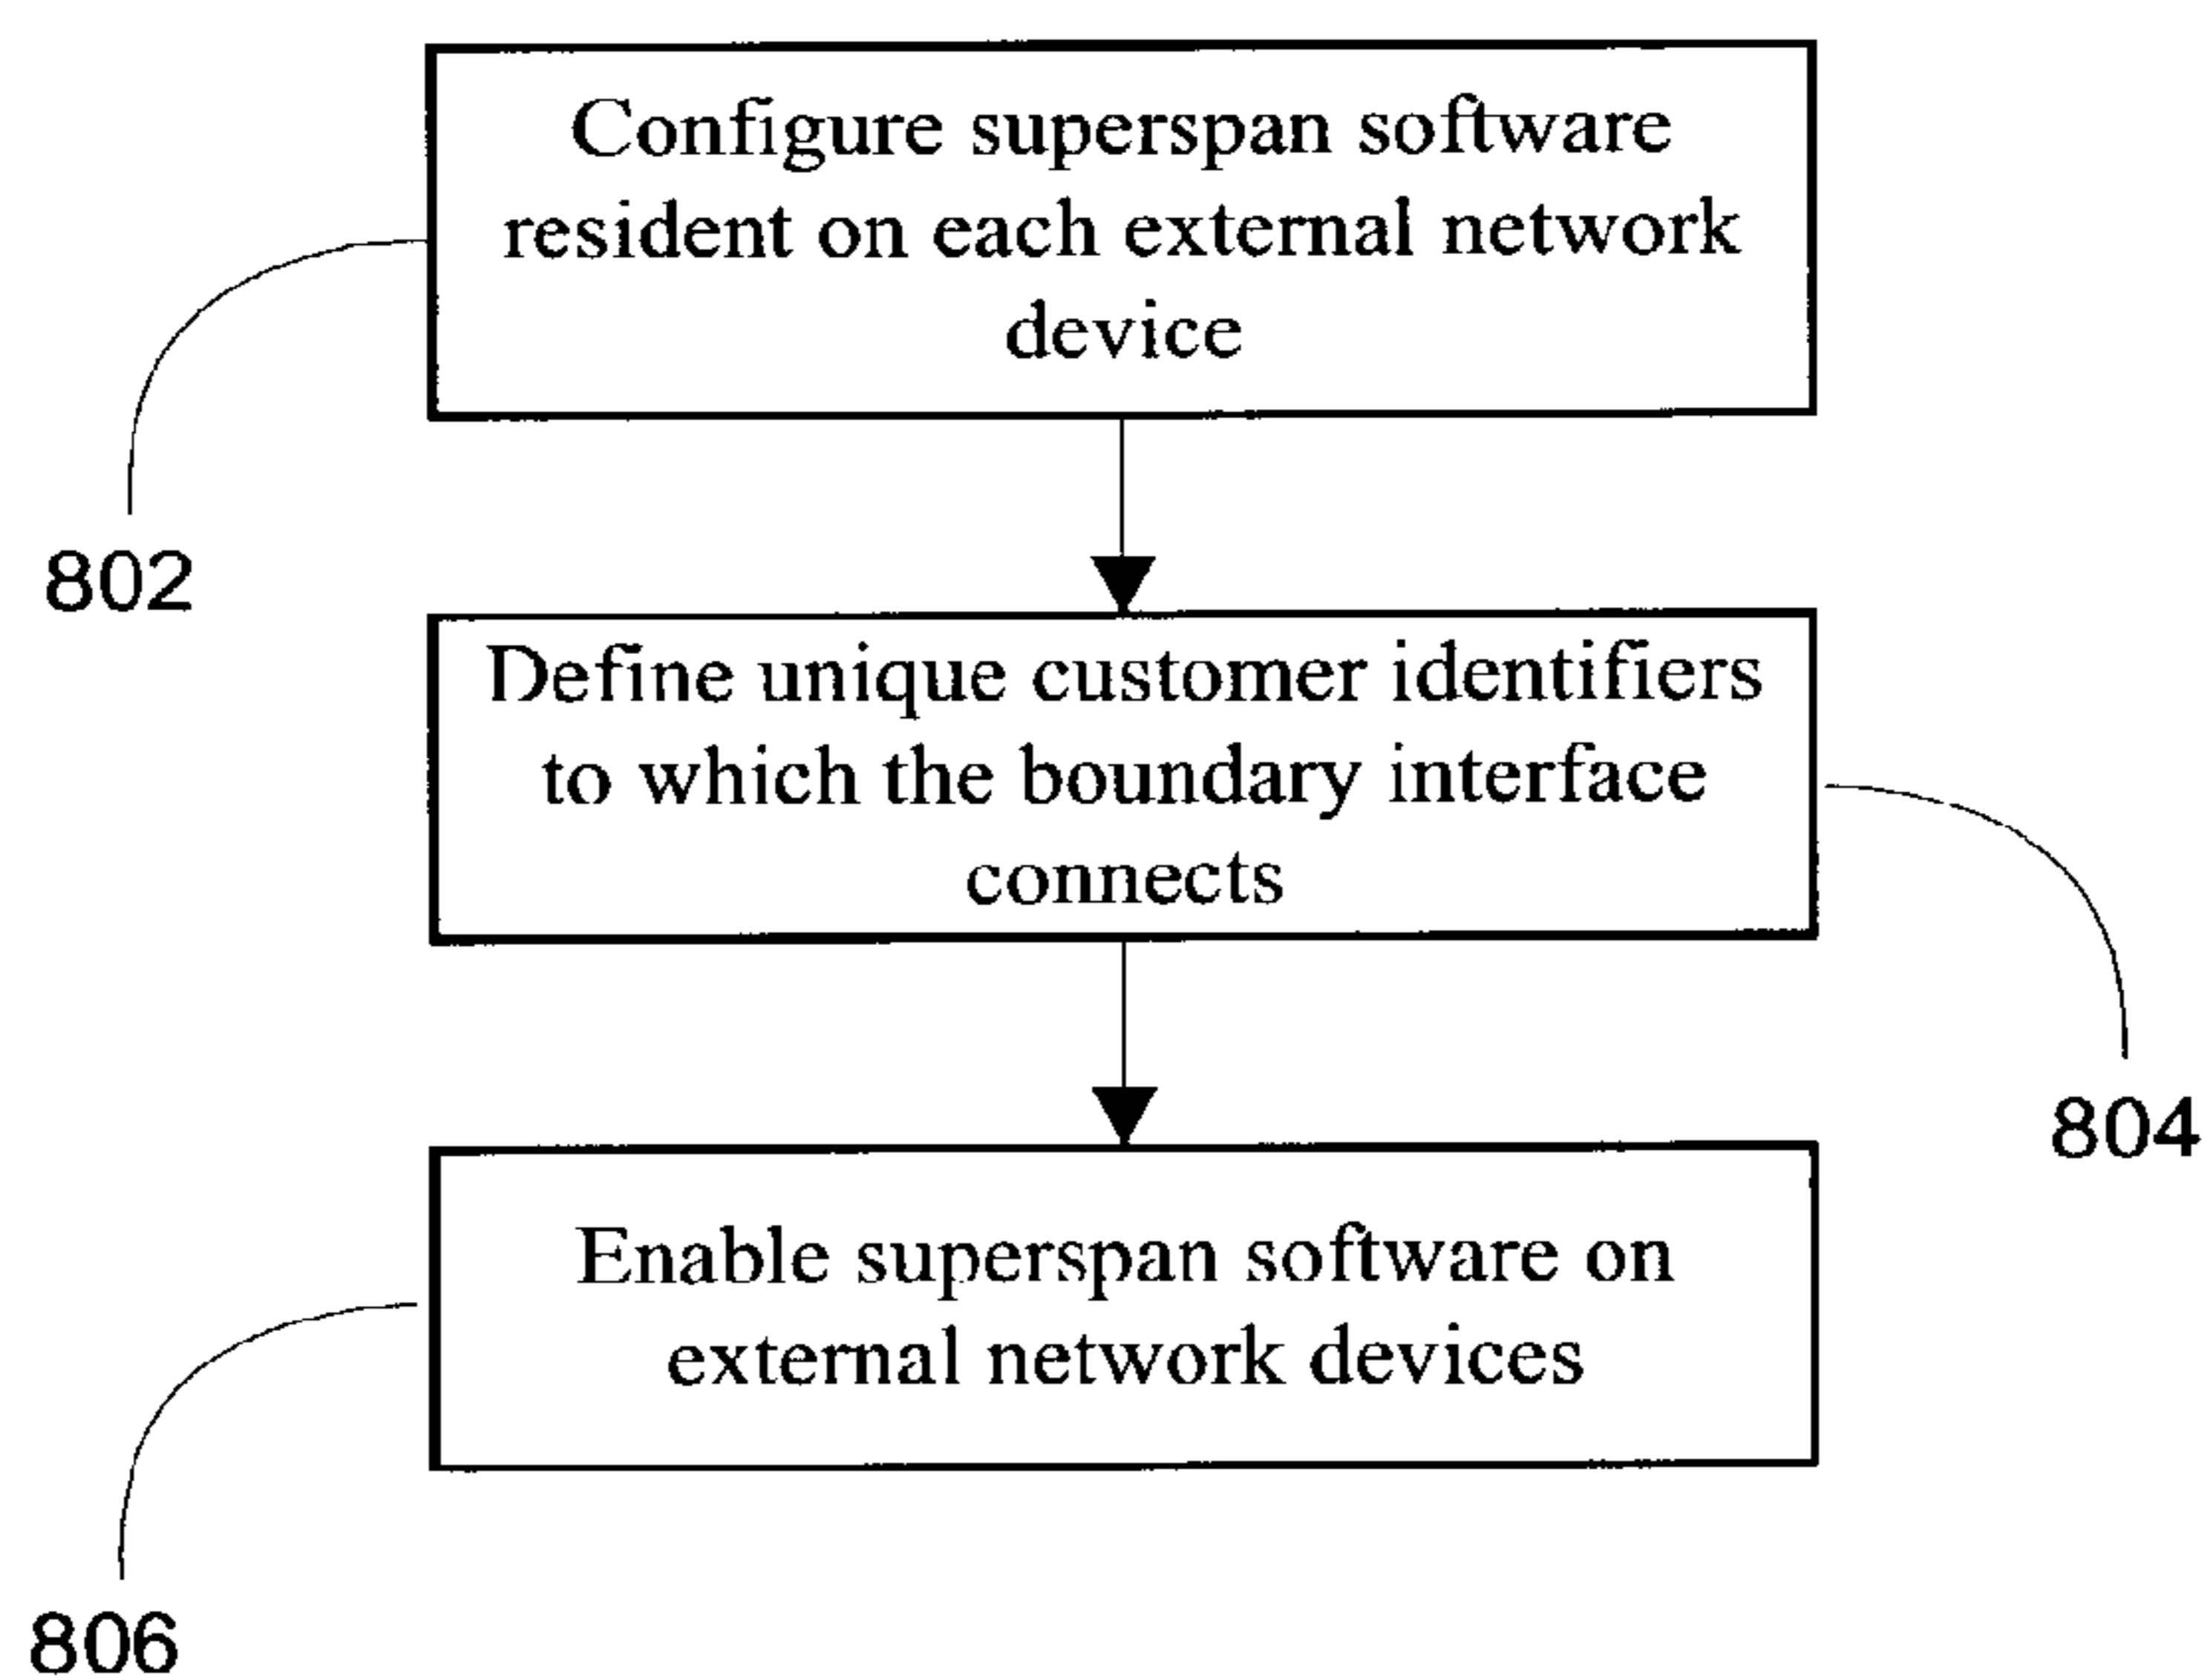 Configure superspan software
resident on each external network
device
802
Define unique customer identifiers
to which the boundary interface
connects
804
Enable superspan software on
external network devices
806